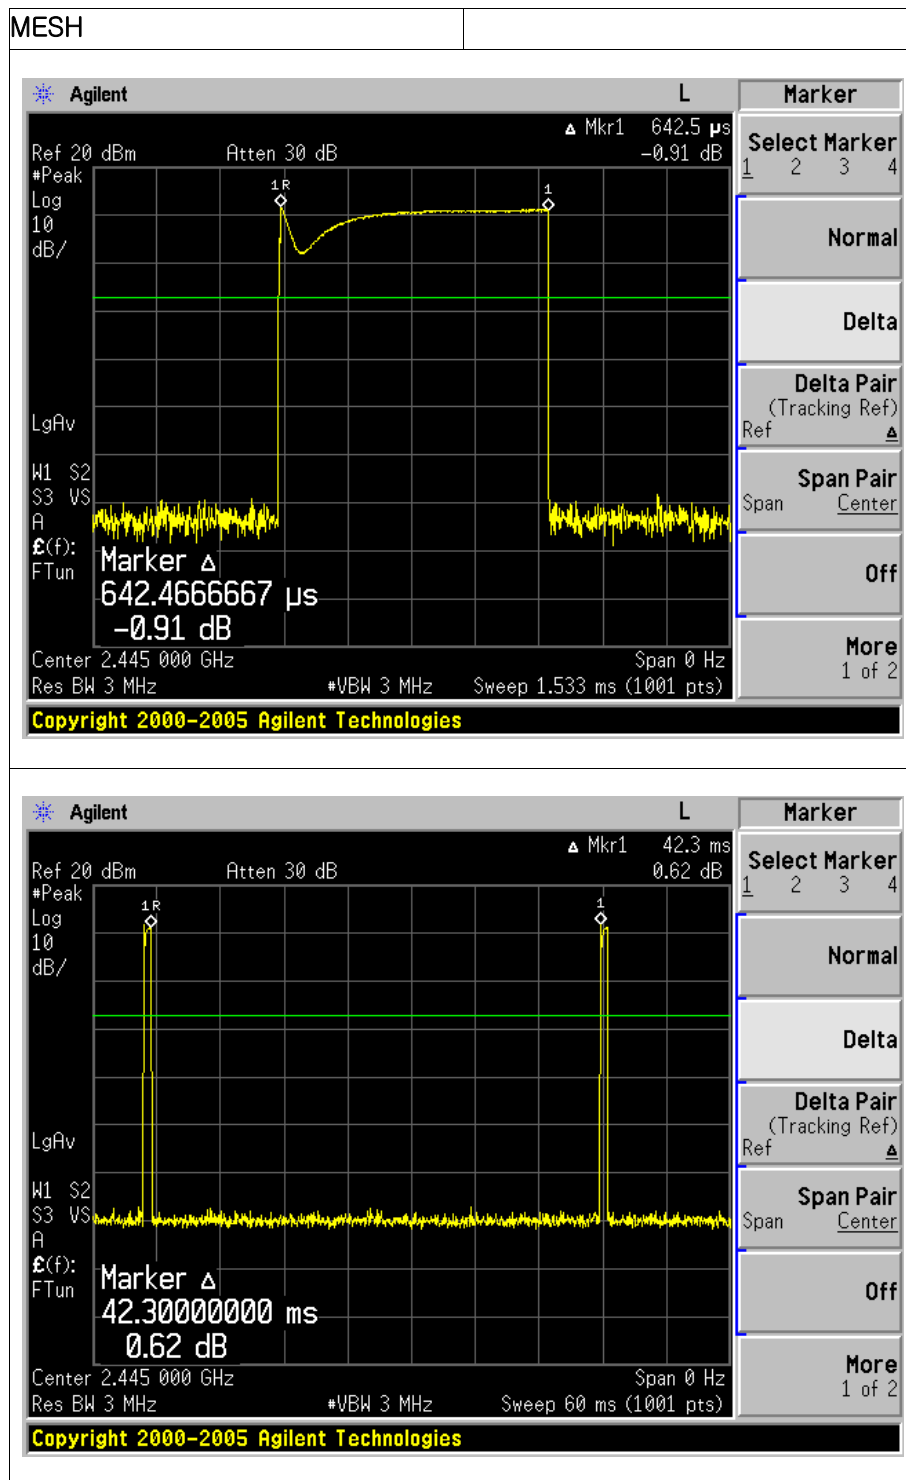 MESH
Agilent L Marker
Δ Mkr1 642.5 µs
Ref 20 dBm Atten 30 dB -0.91 dB
Select Marker
1 2 3 4
#Peak
Log
10
dB/
1R 1
Normal
Delta
Delta Pair
(Tracking Ref)
Ref Δ
LgAv
Span Pair
Span Center
W1 S2
S3 VS
A
£(f):
FTun
Off
Marker Δ
642.4666667 µs
-0.91 dB
More
1 of 2
Center 2.445 000 GHz Span 0 Hz
Res BW 3 MHz #VBW 3 MHz Sweep 1.533 ms (1001 pts)
Copyright 2000-2005 Agilent Technologies
Agilent L Marker
Δ Mkr1 42.3 ms
Ref 20 dBm Atten 30 dB 0.62 dB
Select Marker
1 2 3 4
#Peak
Log
10
dB/
1R 1
Normal
Delta
Delta Pair
(Tracking Ref)
Ref Δ
LgAv
Span Pair
Span Center
W1 S2
S3 VS
A
£(f):
FTun
Off
Marker Δ
42.30000000 ms
0.62 dB
More
1 of 2
Center 2.445 000 GHz Span 0 Hz
Res BW 3 MHz #VBW 3 MHz Sweep 60 ms (1001 pts)
Copyright 2000-2005 Agilent Technologies